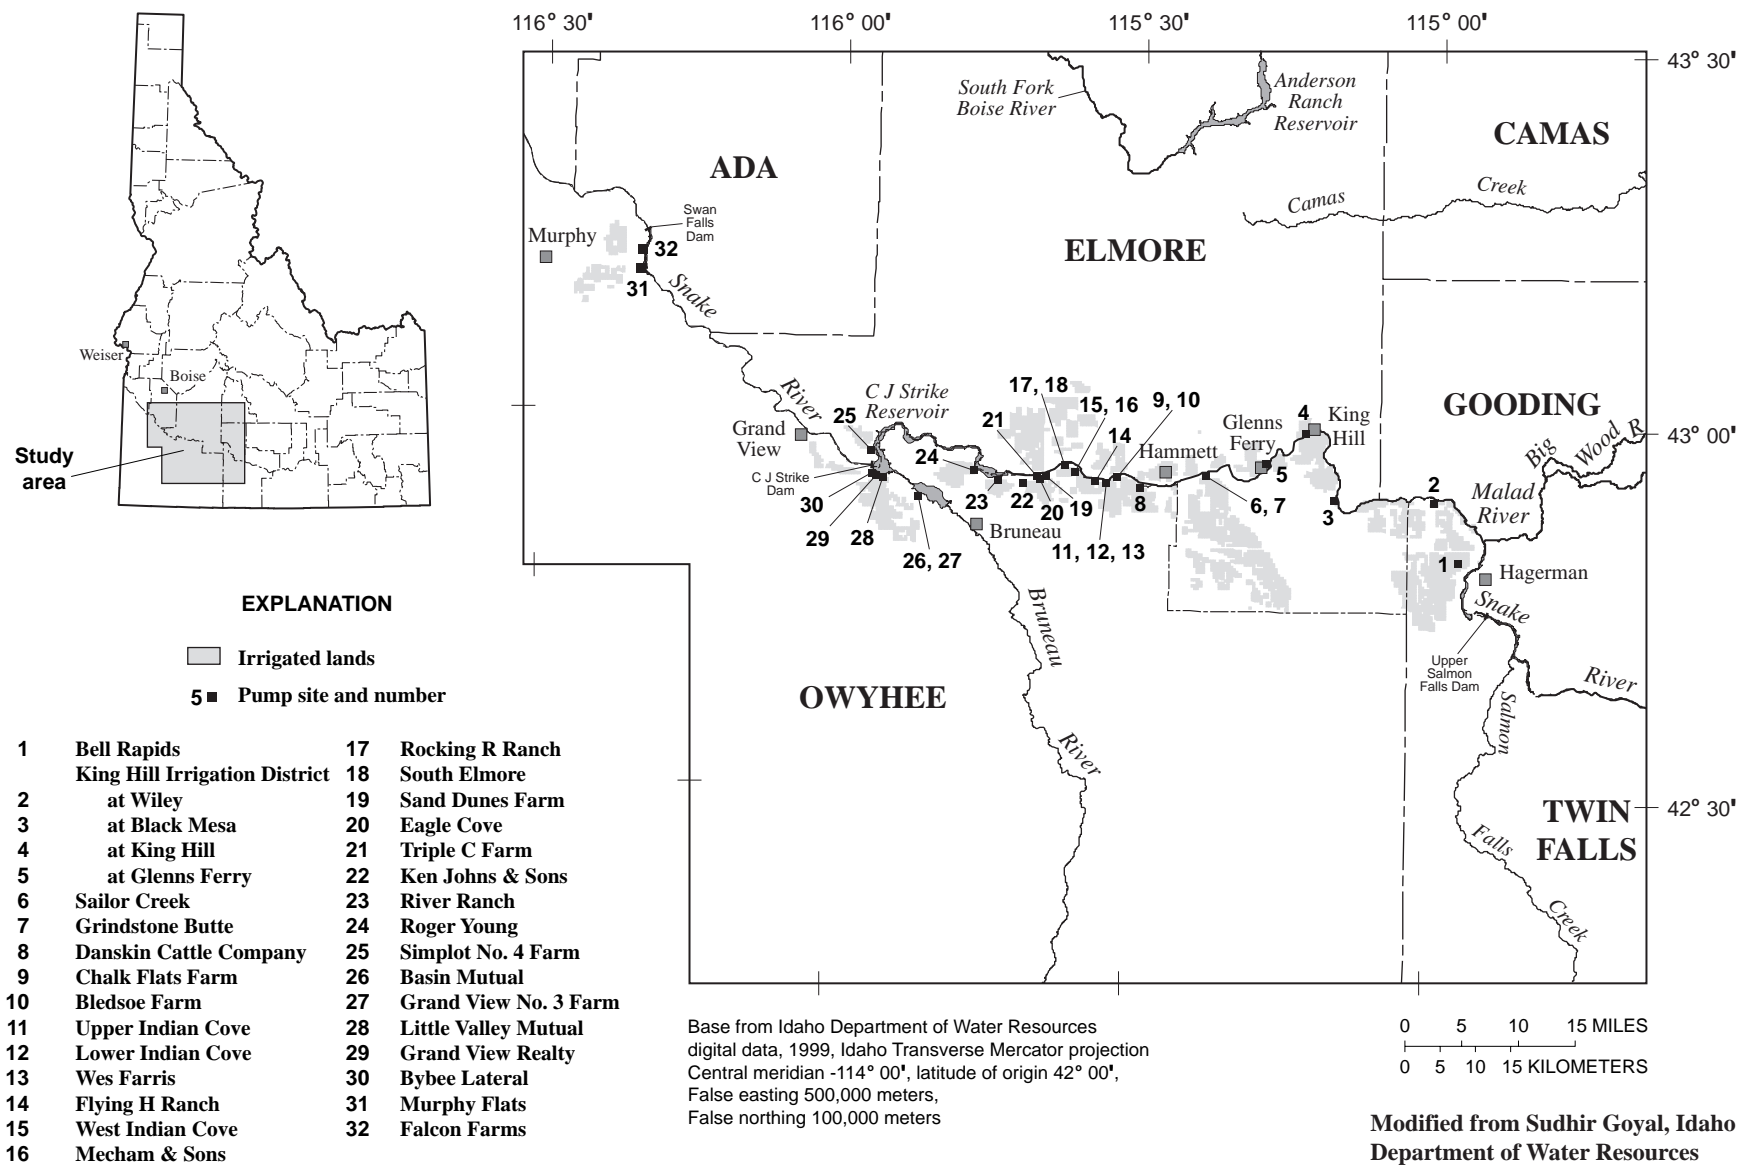 116° 30'
116° 00'
115° 30'
115° 00'
43° 30'
South Fork
Boise River
Anderson
Ranch
Reservoir
CAMAS
ADA
Camas
Creek
Swan
Falls
Dam
Murphy
32
ELMORE
31
Snake
Weiser
Boise
River
C J Strike
Reservoir
17, 18
15, 16
9, 10
GOODING
25
21
14
Glenns
Ferry
4
King
Hill
Grand
View
43° 00'
Big
Wood R
Study
area
24
Hammett
C J Strike
Dam
5
2
Malad
River
30
23
22
20
19
8
6, 7
3
29
28
Bruneau
11, 12, 13
26, 27
1
Hagerman
Snake
Bruneau
EXPLANATION
Irrigated lands
5 Pump site and number
Upper
Salmon
Falls Dam
River
OWYHEE
Salmon
River
TWIN
FALLS
42° 30'
Falls
Creek
1 Bell Rapids
King Hill Irrigation District
2 at Wiley
3 at Black Mesa
4 at King Hill
5 at Glenns Ferry
6 Sailor Creek
7 Grindstone Butte
8 Danskin Cattle Company
9 Chalk Flats Farm
10 Bledsoe Farm
11 Upper Indian Cove
12 Lower Indian Cove
13 Wes Farris
14 Flying H Ranch
15 West Indian Cove
16 Mecham & Sons
17 Rocking R Ranch
18 South Elmore
19 Sand Dunes Farm
20 Eagle Cove
21 Triple C Farm
22 Ken Johns & Sons
23 River Ranch
24 Roger Young
25 Simplot No. 4 Farm
26 Basin Mutual
27 Grand View No. 3 Farm
28 Little Valley Mutual
29 Grand View Realty
30 Bybee Lateral
31 Murphy Flats
32 Falcon Farms
Base from Idaho Department of Water Resources
digital data, 1999, Idaho Transverse Mercator projection
Central meridian -114° 00', latitude of origin 42° 00',
False easting 500,000 meters,
False northing 100,000 meters
0 5 10 15 MILES
0 5 10 15 KILOMETERS
Modified from Sudhir Goyal, Idaho
Department of Water Resources